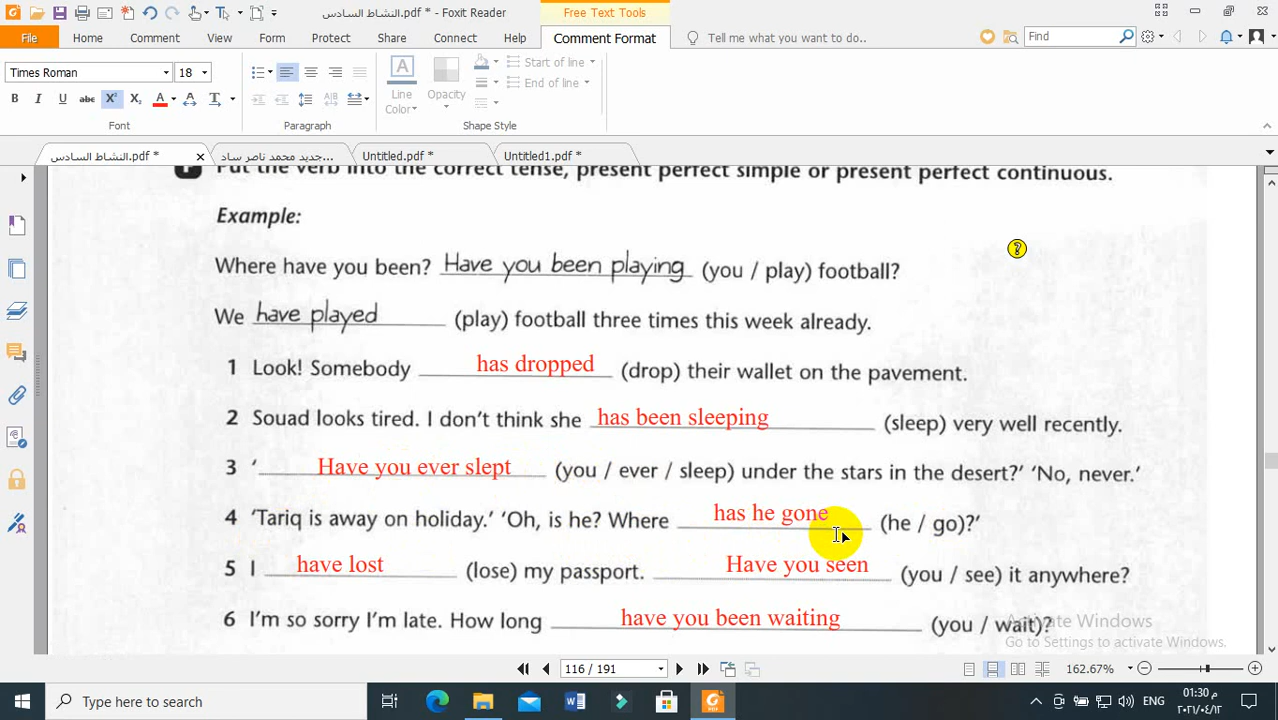 النشاط السادس.pdf * - Foxit Reader
Free Text Tools
File Home Comment View Form Protect Share Connect Help Comment Format Tell me what you want to do.. Find
Times Roman 18
Start of line
End of line
Line Color
Opacity
Font
Paragraph
Shape Style
النشاط السادس.pdf * جديد محمد ناصر ساد... Untitled.pdf * Untitled1.pdf *
Put the verb into the correct tense, present perfect simple or present perfect continuous.
Example:
Where have you been? Have you been playing (you / play) football?
We have played (play) football three times this week already.
1 Look! Somebody has dropped (drop) their wallet on the pavement.
2 Souad looks tired. I don't think she has been sleeping (sleep) very well recently.
3 ' Have you ever slept (you / ever / sleep) under the stars in the desert?' 'No, never.'
4 'Tariq is away on holiday.' 'Oh, is he? Where has he gone (he / go)?'
5 I have lost (lose) my passport. Have you seen (you / see) it anywhere?
6 I'm so sorry I'm late. How long have you been waiting (you / wait)?
Activate Windows
Go to Settings to activate Windows.
116 / 191 162.67%
Type here to search ENG 01:30 م
٢٠٢١/٠٤/١٢